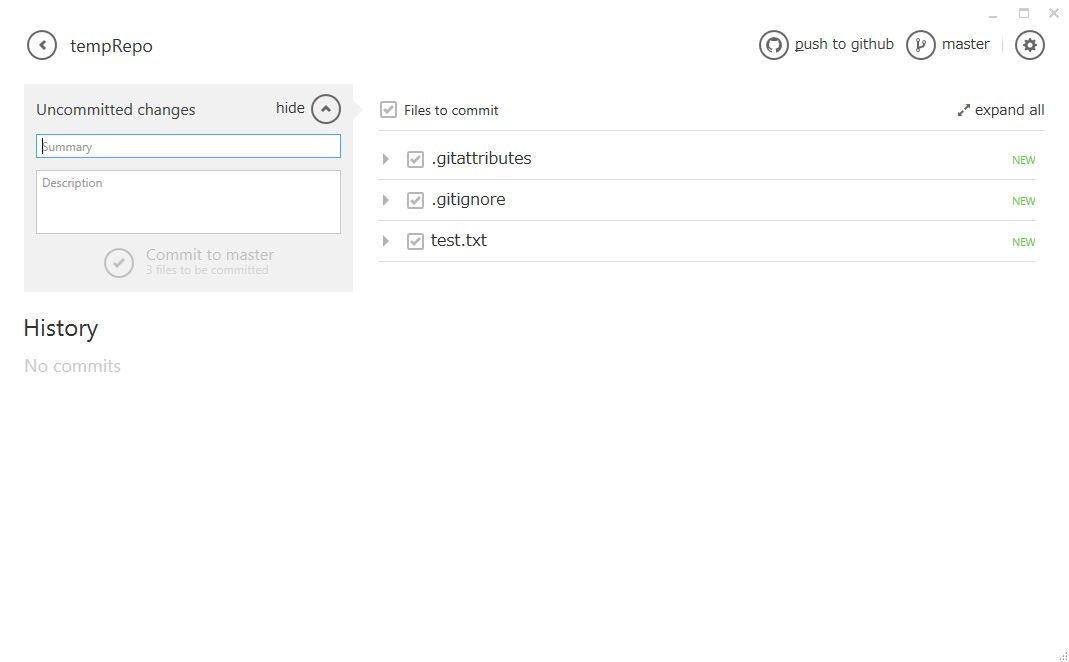 tempRepo
push to github
master
Uncommitted changes
hide
Summary
Description
Commit to master
3 files to be committed
Files to commit
expand all
.gitattributes
NEW
.gitignore
NEW
test.txt
NEW
History
No commits